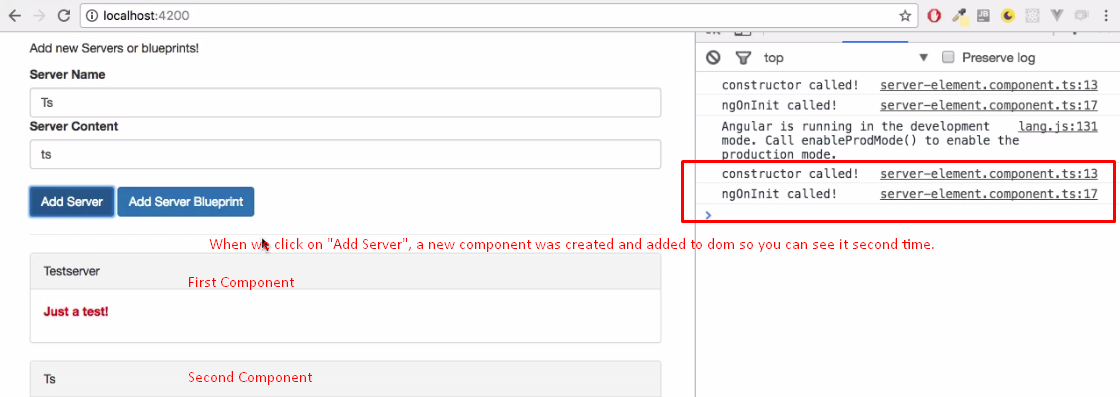 localhost:4200
top
Preserve log
Add new Servers or blueprints!
Server Name
Ts
Server Content
ts
Add Server
Add Server Blueprint
constructor called! server-element.component.ts:13
ngOnInit called! server-element.component.ts:17
Angular is running in the development lang.js:131
mode. Call enableProdMode() to enable the
production mode.
constructor called! server-element.component.ts:13
ngOnInit called! server-element.component.ts:17
When we click on "Add Server", a new component was created and added to dom so you can see it second time.
Testserver
First Component
Just a test!
Ts
Second Component